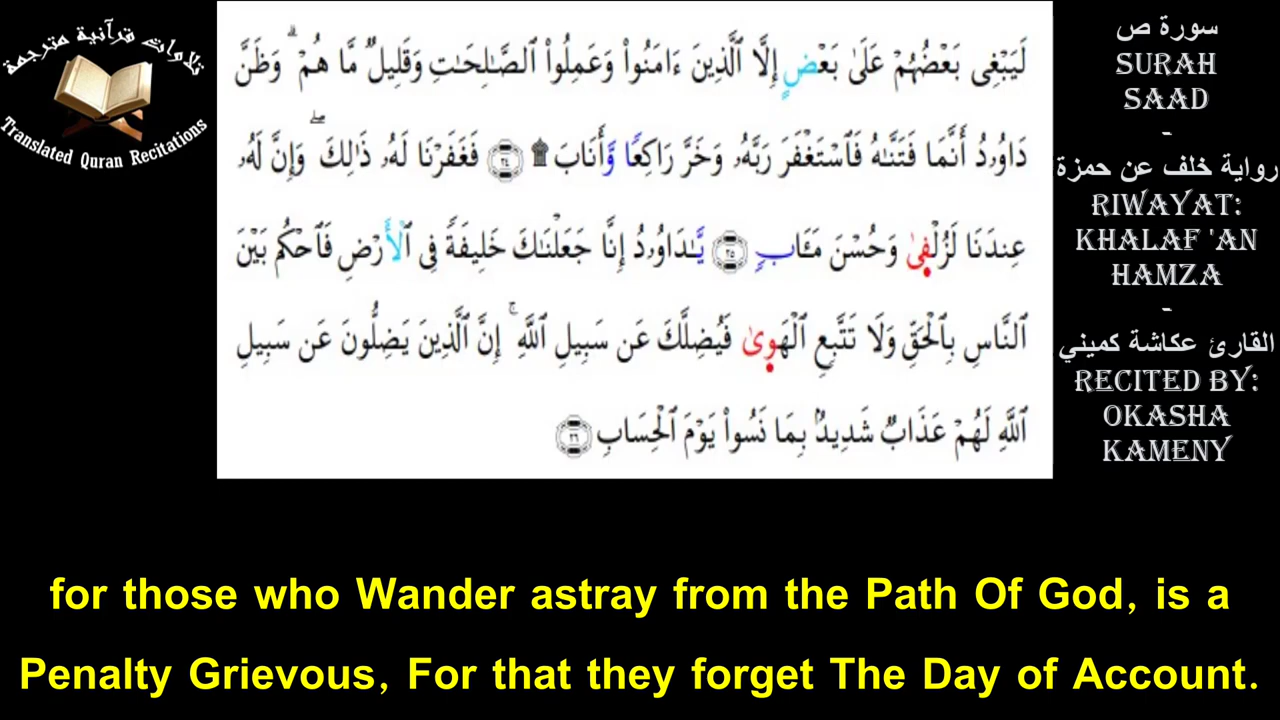 تلاوات قرآنية مترجمة
Translated Quran Recitations
لَيَبْغِى بَعْضُهُمْ عَلَىٰ بَعْضٍ إِلَّا ٱلَّذِينَ ءَامَنُوا۟ وَعَمِلُوا۟ ٱلصَّـٰلِحَـٰتِ وَقَلِيلٌ مَّا هُمْ ۗ وَظَنَّ
دَاوُۥدُ أَنَّمَا فَتَنَّـٰهُ فَٱسْتَغْفَرَ رَبَّهُۥ وَخَرَّ رَاكِعًا وَّأَنَابَ ۩ ٢٤ فَغَفَرْنَا لَهُۥ ذَٰلِكَ ۖ وَإِنَّ لَهُۥ
عِندَنَا لَزُلْفِىٰ وَحُسْنَ مَـَٔابٍ ٢٥ يَّـٰدَاوُۥدُ إِنَّا جَعَلْنَـٰكَ خَلِيفَةً فِى ٱلْأَرْضِ فَٱحْكُم بَيْنَ
ٱلنَّاسِ بِٱلْحَقِّ وَلَا تَتَّبِعِ ٱلْهَوِىٰ فَيُضِلَّكَ عَن سَبِيلِ ٱللَّهِ ۚ إِنَّ ٱلَّذِينَ يَضِلُّونَ عَن سَبِيلِ
ٱللَّهِ لَهُمْ عَذَابٌ شَدِيدٌۢ بِمَا نَسُوا۟ يَوْمَ ٱلْحِسَابِ ٢٦
سورة ص
SURAH
SAAD
-
رواية خلف عن حمزة
RIWAYAT:
KHALAF 'AN
HAMZA
-
القارئ عكاشة كميني
RECITED BY:
OKASHA
KAMENY
for those who Wander astray from the Path Of God, is a
Penalty Grievous, For that they forget The Day of Account.